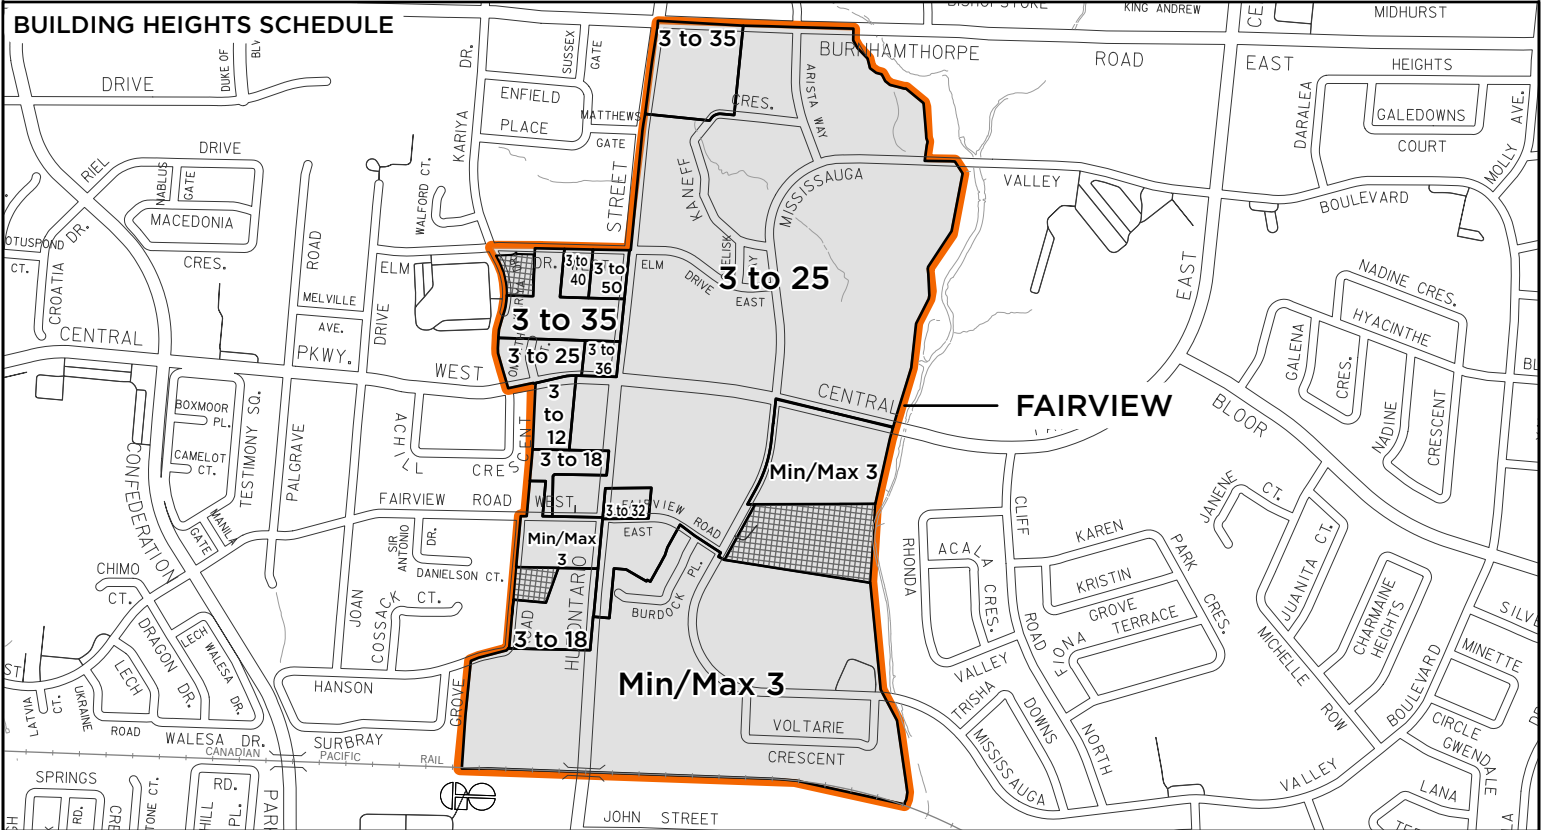 BUILDING HEIGHTS SCHEDULE
KING ANDREW
MIDHURST
DRIVE
DUKE OF
DR.
SUSSEX
GATE
3 to 35
BURNHAMTHORPE
ROAD
EAST
HEIGHTS
ENFIELD
PLACE
MATTHEWS
GATE
CRES.
ARISTA WAY
DARALEA
GALEDOWNS
COURT
MOLLY AVE.
KARIYA
DRIVE
RIEL
NABLUS
GATE
WALFORD CT.
STREET
KANEFF
MISSISSAUGA
VALLEY
BOULEVARD
MACEDONIA
CRES.
CROATIA DR.
CT.
ROAD
ELM
DR.
3 to
40
3 to
50
ELM
DRIVE
EAST
3 to 25
EAST
NADINE CRES.
HYACINTHE
MELVILLE
AVE.
DRIVE
3 to 35
CENTRAL
PKWY.
WEST
3 to 25
3 to
36
GALENA
CRES.
NADINE
CRESCENT
BOXMOOR
PL.
CAMELOT
CT.
TESTIMONY SQ.
PALGRAVE
ACHILL
CRESCENT
3
to
12
CENTRAL
FAIRVIEW
BLOOR
3 to 18
Min/Max 3
CONFEDERATION
MANILA
GATE
FAIRVIEW
ROAD
WEST
3 to 32
FAIRVIEW
ROAD
EAST
Min/Max
3
SIR
ANTONIO
DR.
DANIELSON CT.
CLIFF
ROAD
KAREN
PARK
CRES.
JANENE
CT.
JUANITA CT.
RHONDA
ACALA
CRES.
KRISTIN
GROVE
TERRACE
FIONA
CHIMO
CT.
JOAN
COSSACK
CT.
HURONTARIO
BURDOCK
PL.
3 to 18
CHARMAINE
HEIGHTS
MINETTE
DRAGON DR.
LECH
WALESA DR.
LECH
HANSON
GROVE
Min/Max 3
VALLEY
TRISHA
DOWNS
NORTH
MICHELLE
ROW
BOULEVARD
CIRCLE
GWENDALE
LATVIA
CT.
UKRAINE
ROAD
WALESA DR.
SURBRAY
CANADIAN
PACIFIC
RAIL
VOLTARIE
CRESCENT
MISSISSAUGA
VALLEY
LANA
SPRINGS
RD.
RD.
HILL
PL.
JOHN STREET